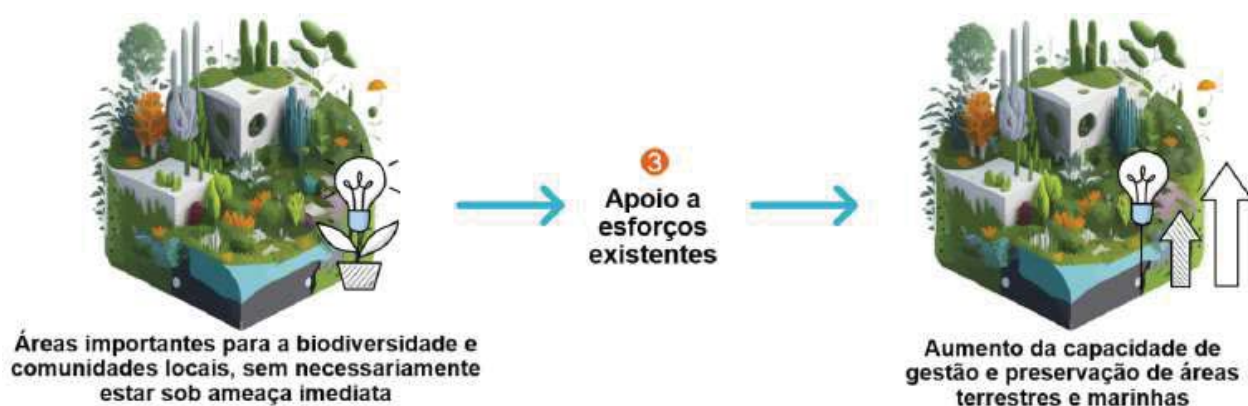 3
Apoio a
esforços
existentes
Áreas importantes para a biodiversidade e
comunidades locais, sem necessariamente
estar sob ameaça imediata
Aumento da capacidade de
gestão e preservação de áreas
terrestres e marinhas